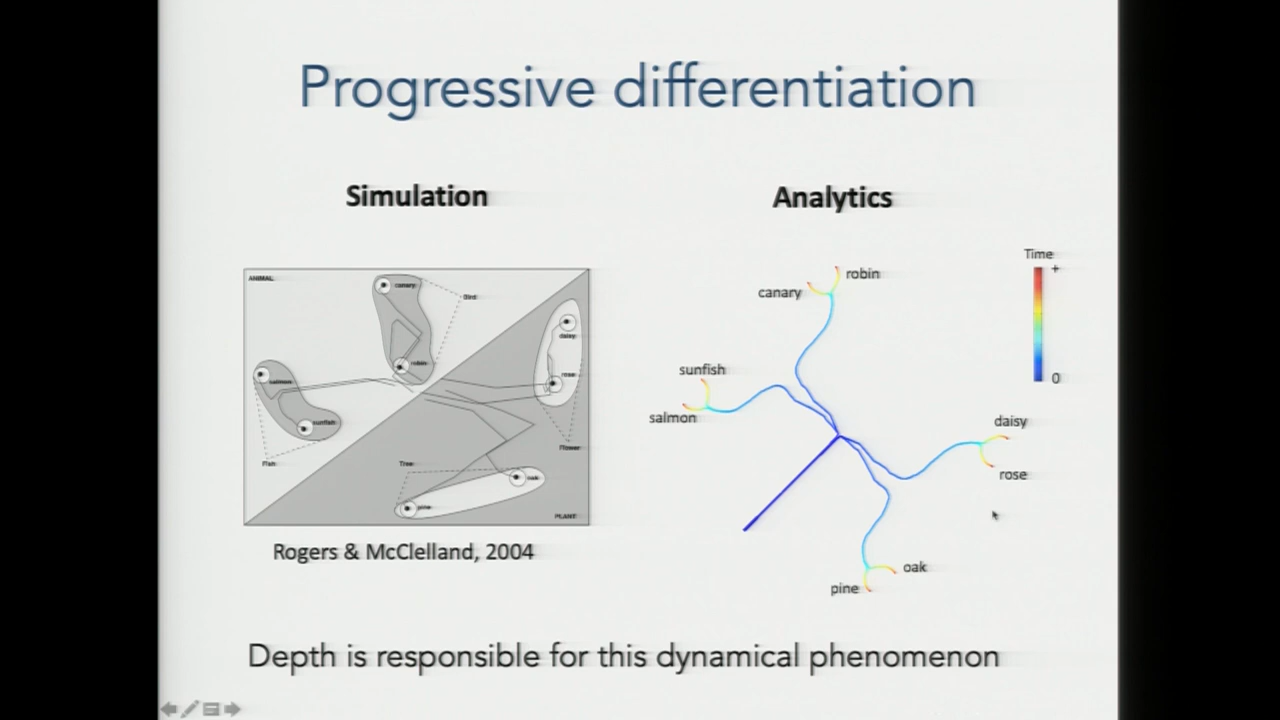 Progressive differentiation
Simulation
Analytics
ANIMAL
canary
Bird
robin
daisy
rose
salmon
sunfish
Fish
Flower
Tree
oak
pine
PLANT
Rogers & McClelland, 2004
Time
+
0
robin
canary
sunfish
salmon
daisy
rose
oak
pine
Depth is responsible for this dynamical phenomenon